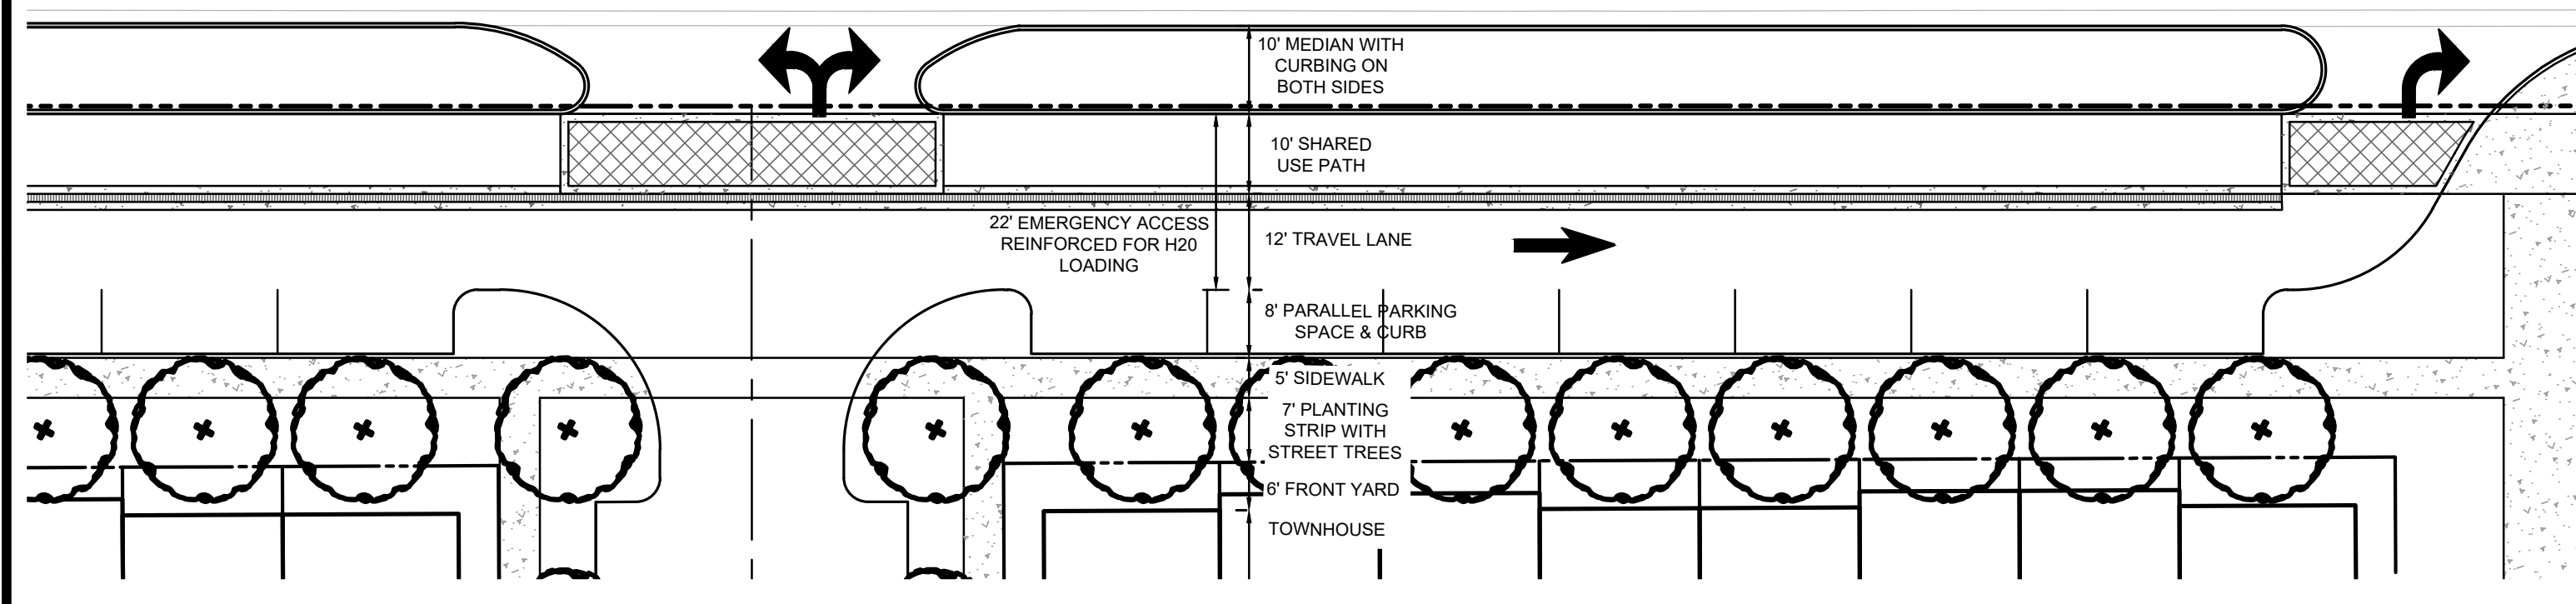 10' MEDIAN WITH
CURBING ON
BOTH SIDES
10' SHARED
USE PATH
22' EMERGENCY ACCESS
REINFORCED FOR H20
LOADING
12' TRAVEL LANE
8' PARALLEL PARKING
SPACE & CURB
5' SIDEWALK
7' PLANTING
STRIP WITH
STREET TREES
6' FRONT YARD
TOWNHOUSE